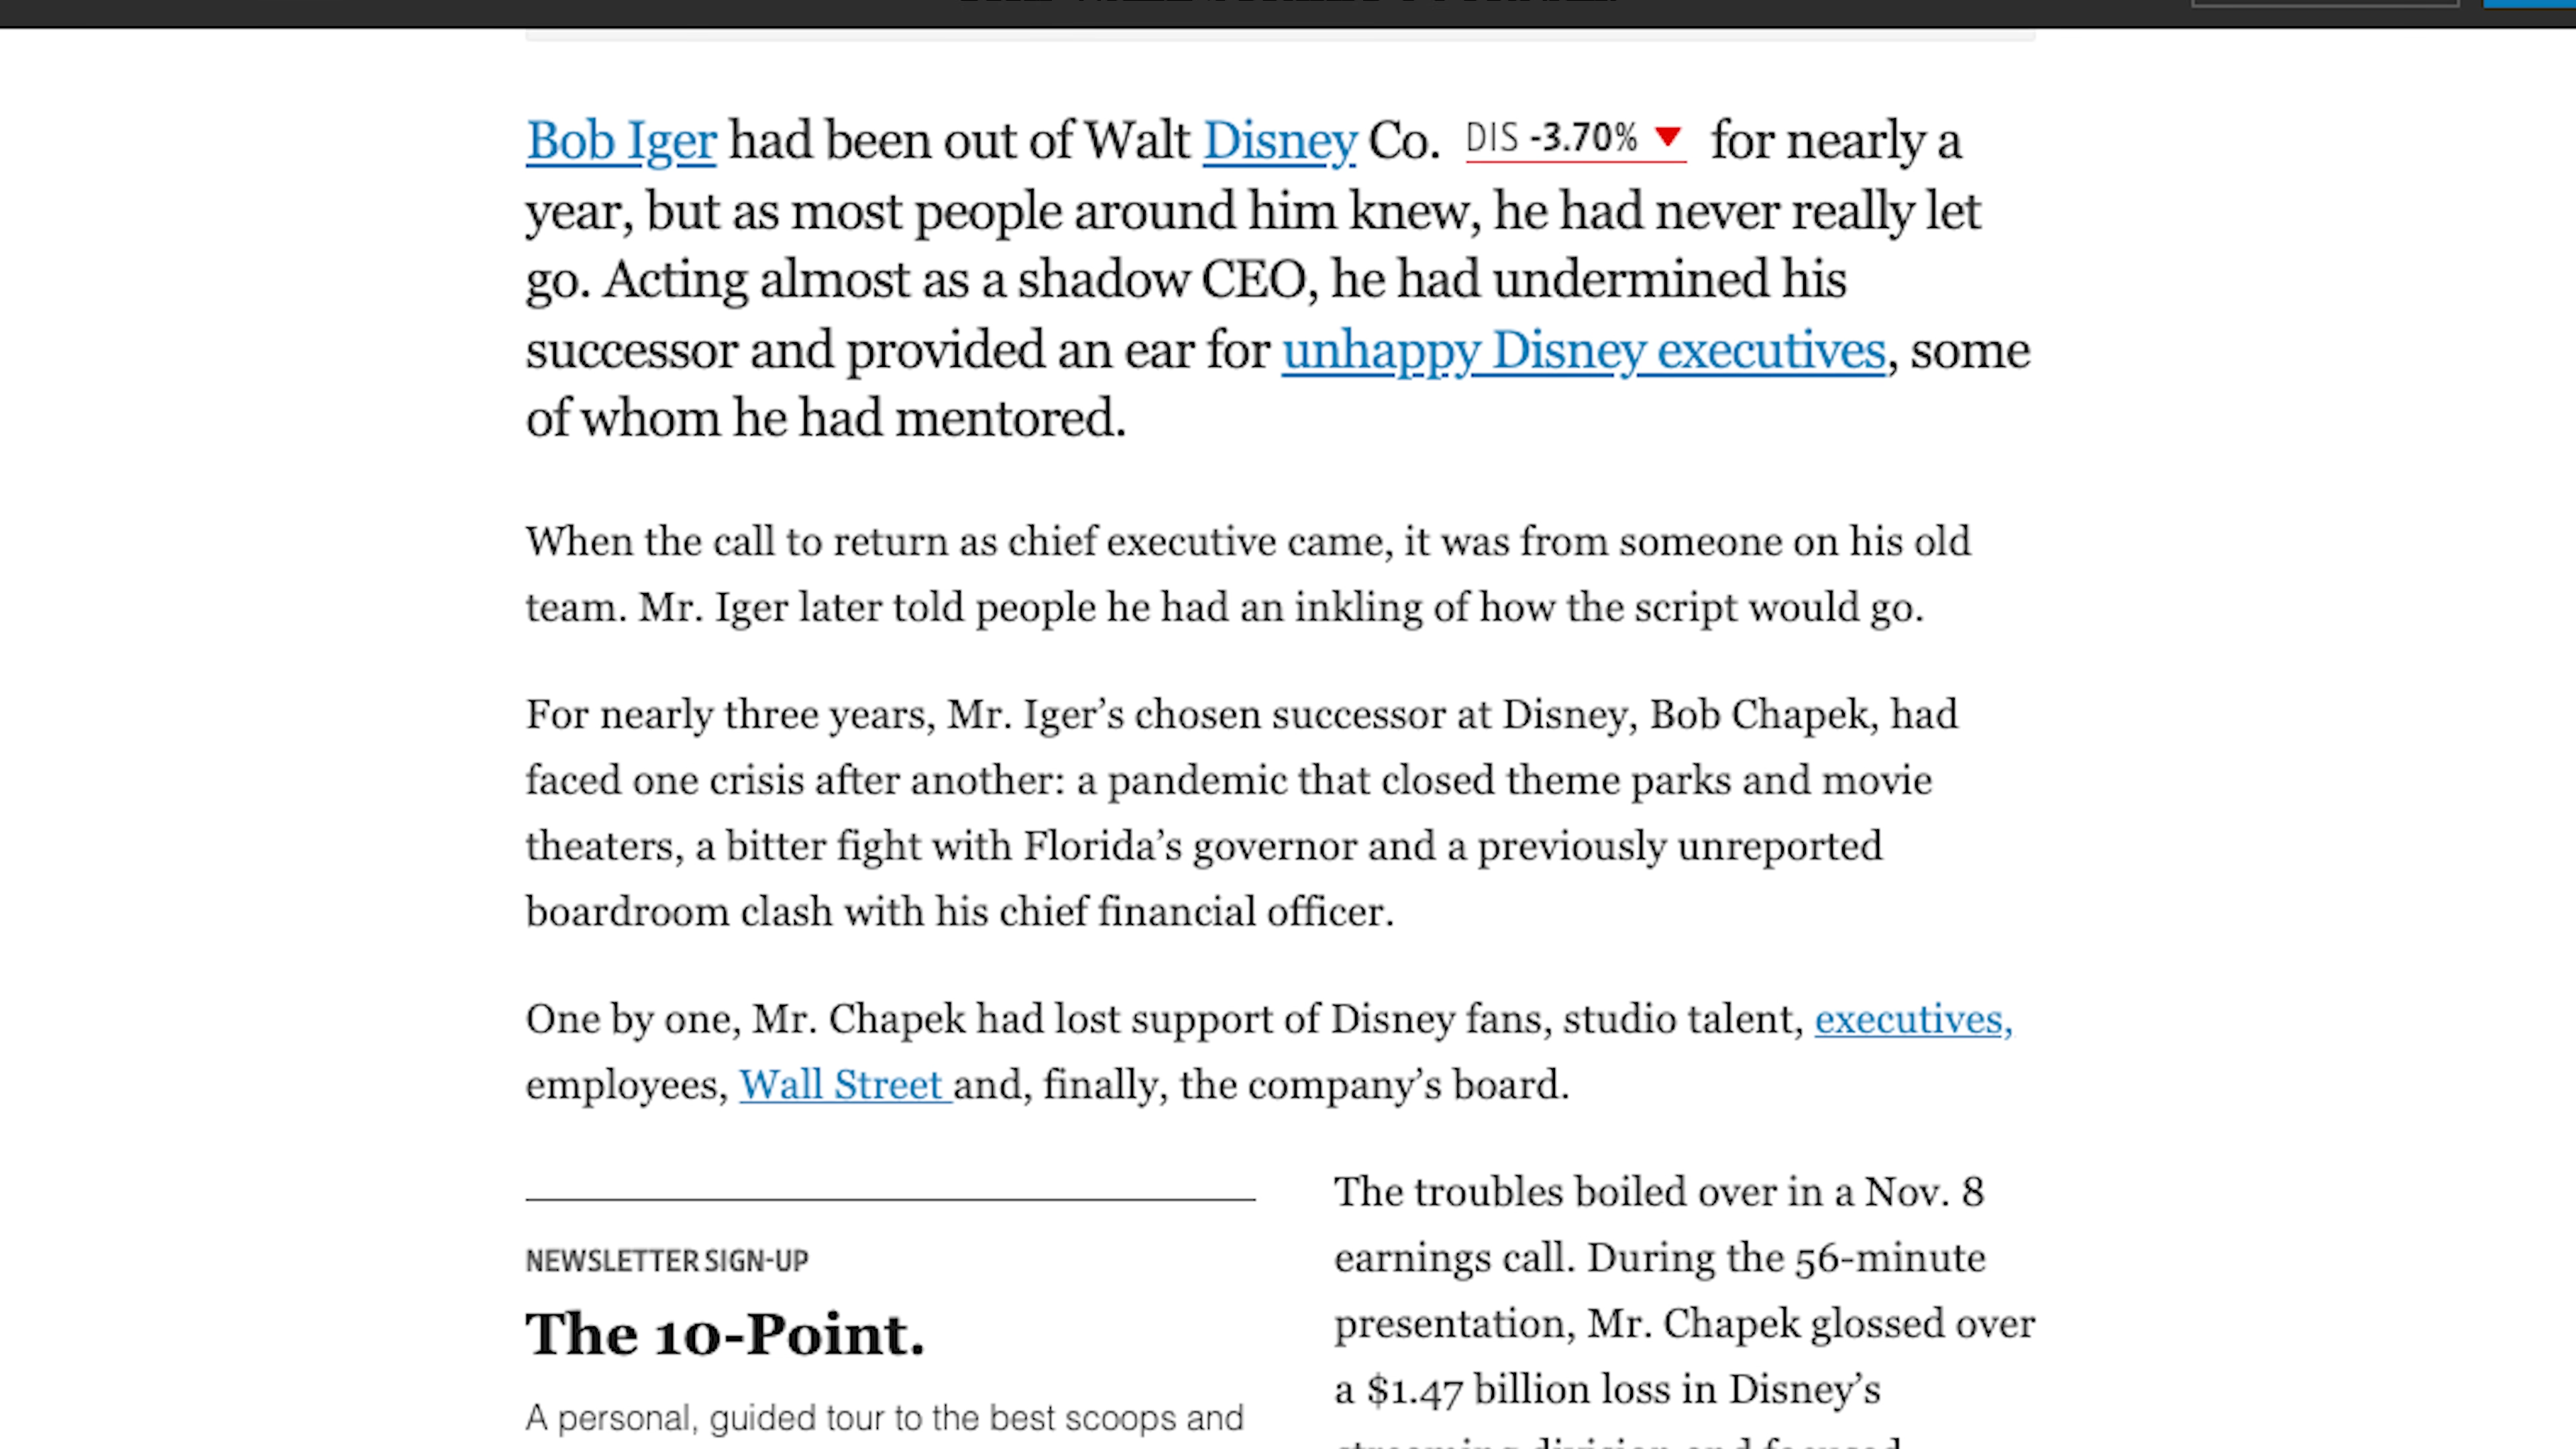 Bob Iger had been out of Walt Disney Co. DIS -3.70% ▼ for nearly a
year, but as most people around him knew, he had never really let
go. Acting almost as a shadow CEO, he had undermined his
successor and provided an ear for unhappy Disney executives, some
of whom he had mentored.
When the call to return as chief executive came, it was from someone on his old
team. Mr. Iger later told people he had an inkling of how the script would go.
For nearly three years, Mr. Iger’s chosen successor at Disney, Bob Chapek, had
faced one crisis after another: a pandemic that closed theme parks and movie
theaters, a bitter fight with Florida’s governor and a previously unreported
boardroom clash with his chief financial officer.
One by one, Mr. Chapek had lost support of Disney fans, studio talent, executives,
employees, Wall Street and, finally, the company’s board.
NEWSLETTER SIGN-UP
The 10-Point.
A personal, guided tour to the best scoops and
The troubles boiled over in a Nov. 8
earnings call. During the 56-minute
presentation, Mr. Chapek glossed over
a $1.47 billion loss in Disney’s